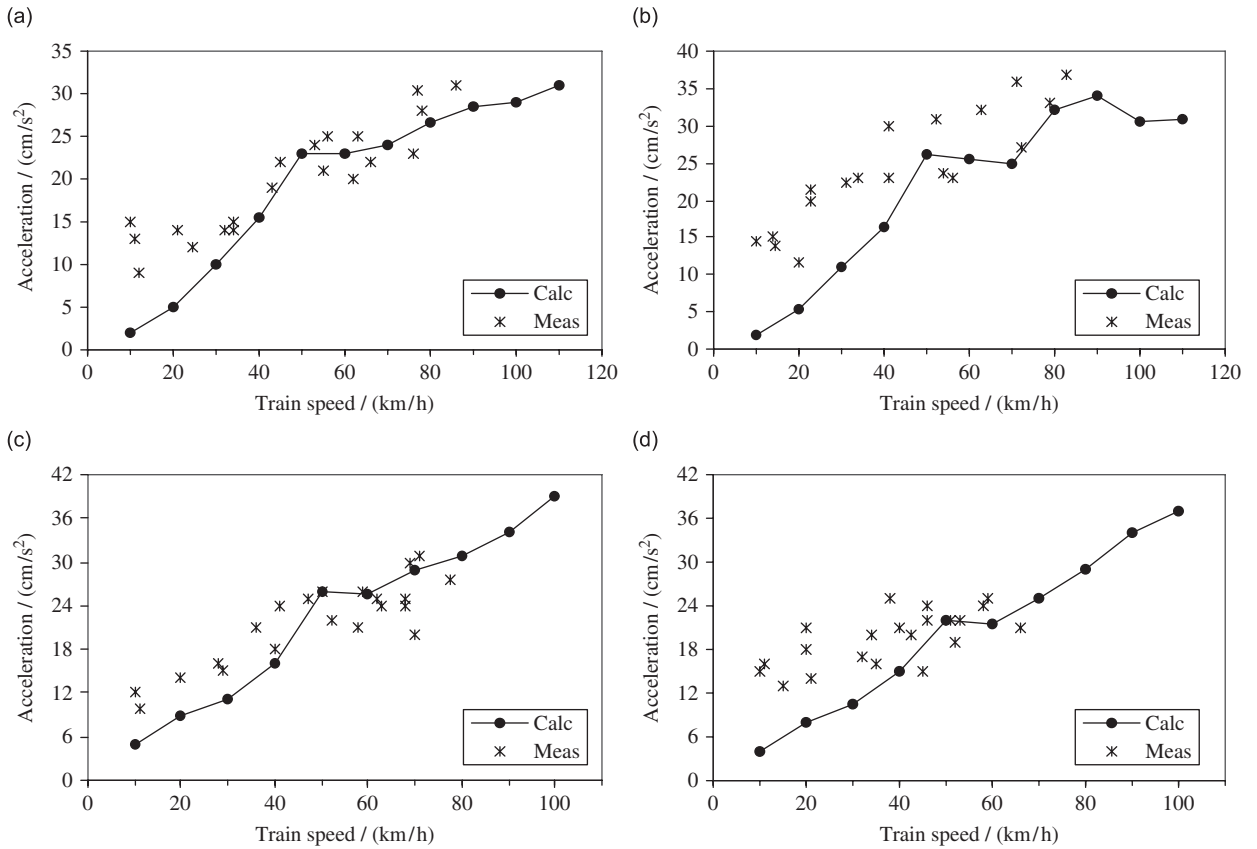 (a)
35
30
25
20
15
10
5
0
Acceleration / (cm/s²)
0 20 40 60 80 100 120
Train speed / (km/h)
Calc
Meas
(b)
40
35
30
25
20
15
10
5
0
Acceleration / (cm/s²)
0 20 40 60 80 100 120
Train speed / (km/h)
Calc
Meas
(c)
42
36
30
24
18
12
6
0
Acceleration / (cm/s²)
0 20 40 60 80 100
Train speed / (km/h)
Calc
Meas
(d)
42
36
30
24
18
12
6
0
Acceleration / (cm/s²)
0 20 40 60 80 100
Train speed / (km/h)
Calc
Meas